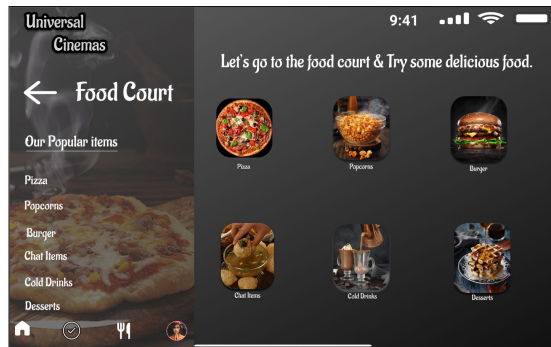 Universal
Cinemas
9:41
Food Court
Let's go to the food court & Try some delicious food.
Our Popular items
Pizza
Popcorns
Burger
Chat Items
Cold Drinks
Desserts
Pizza
Popcorns
Burger
Chat Items
Cold Drinks
Desserts